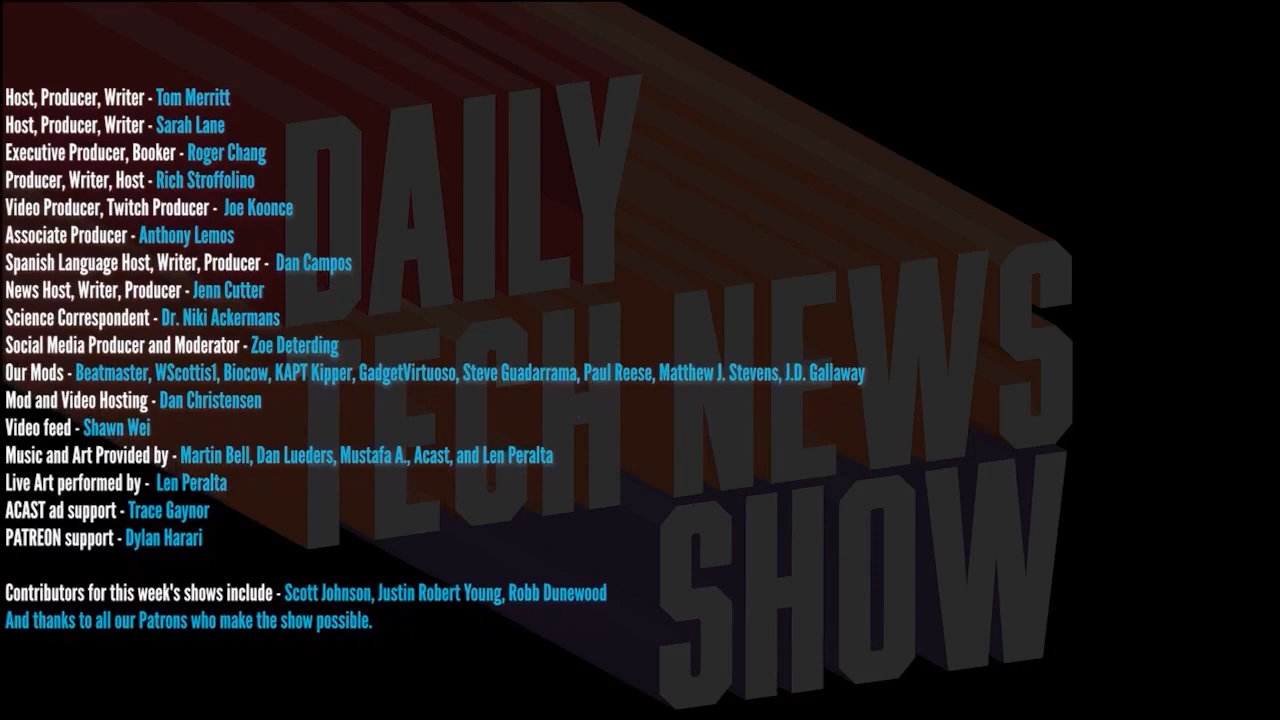 Host, Producer, Writer - Tom Merritt
Host, Producer, Writer - Sarah Lane
Executive Producer, Booker - Roger Chang
Producer, Writer, Host - Rich Stroffolino
Video Producer, Twitch Producer - Joe Koonce
Associate Producer - Anthony Lemos
Spanish Language Host, Writer, Producer - Dan Campos
News Host, Writer, Producer - Jenn Cutter
Science Correspondent - Dr. Niki Ackermans
Social Media Producer and Moderator - Zoe Deterding
Our Mods - Beatmaster, WScottis1, Biocow, KAPT Kipper, GadgetVirtuoso, Steve Guadarrama, Paul Reese, Matthew J. Stevens, J.D. Gallaway
Mod and Video Hosting - Dan Christensen
Video feed - Shawn Wei
Music and Art Provided by - Martin Bell, Dan Lueders, Mustafa A., Acast, and Len Peralta
Live Art performed by - Len Peralta
ACAST ad support - Trace Gaynor
PATREON support - Dylan Harari
Contributors for this week's shows include - Scott Johnson, Justin Robert Young, Robb Dunewood
And thanks to all our Patrons who make the show possible.
DAILY
TECH NEWS
SHOW